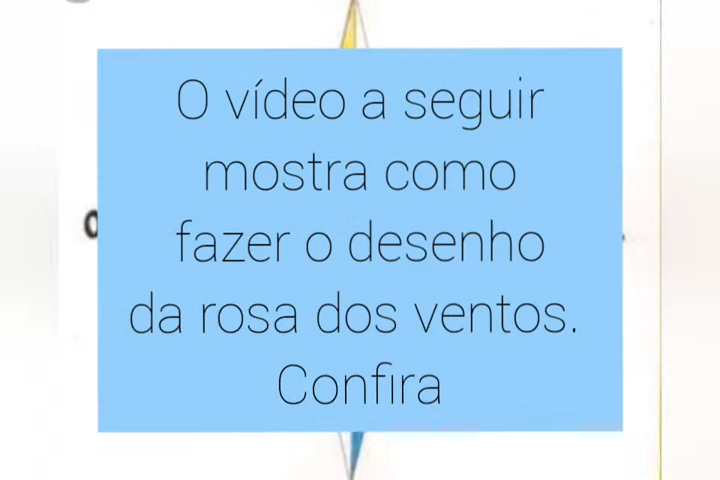 O vídeo a seguir
mostra como
fazer o desenho
da rosa dos ventos.
Confira